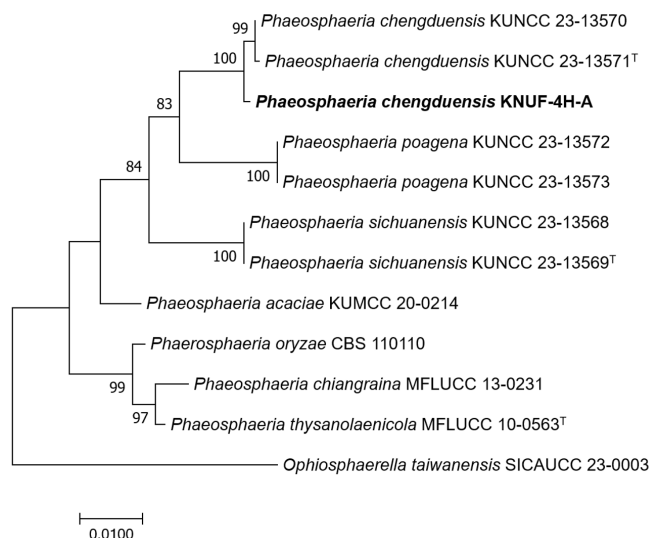 99
Phaeosphaeria chengduensis KUNCC 23-13570
100
Phaeosphaeria chengduensis KUNCC 23-13571T
83
Phaeosphaeria chengduensis KNUF-4H-A
Phaeosphaeria poagena KUNCC 23-13572
84
100
Phaeosphaeria poagena KUNCC 23-13573
Phaeosphaeria sichuanensis KUNCC 23-13568
100
Phaeosphaeria sichuanensis KUNCC 23-13569T
Phaeosphaeria acaciae KUMCC 20-0214
Phaerosphaeria oryzae CBS 110110
99
Phaeosphaeria chiangraina MFLUCC 13-0231
97
Phaeosphaeria thysanolaenicola MFLUCC 10-0563T
Ophiosphaerella taiwanensis SICAUCC 23-0003
0.0100